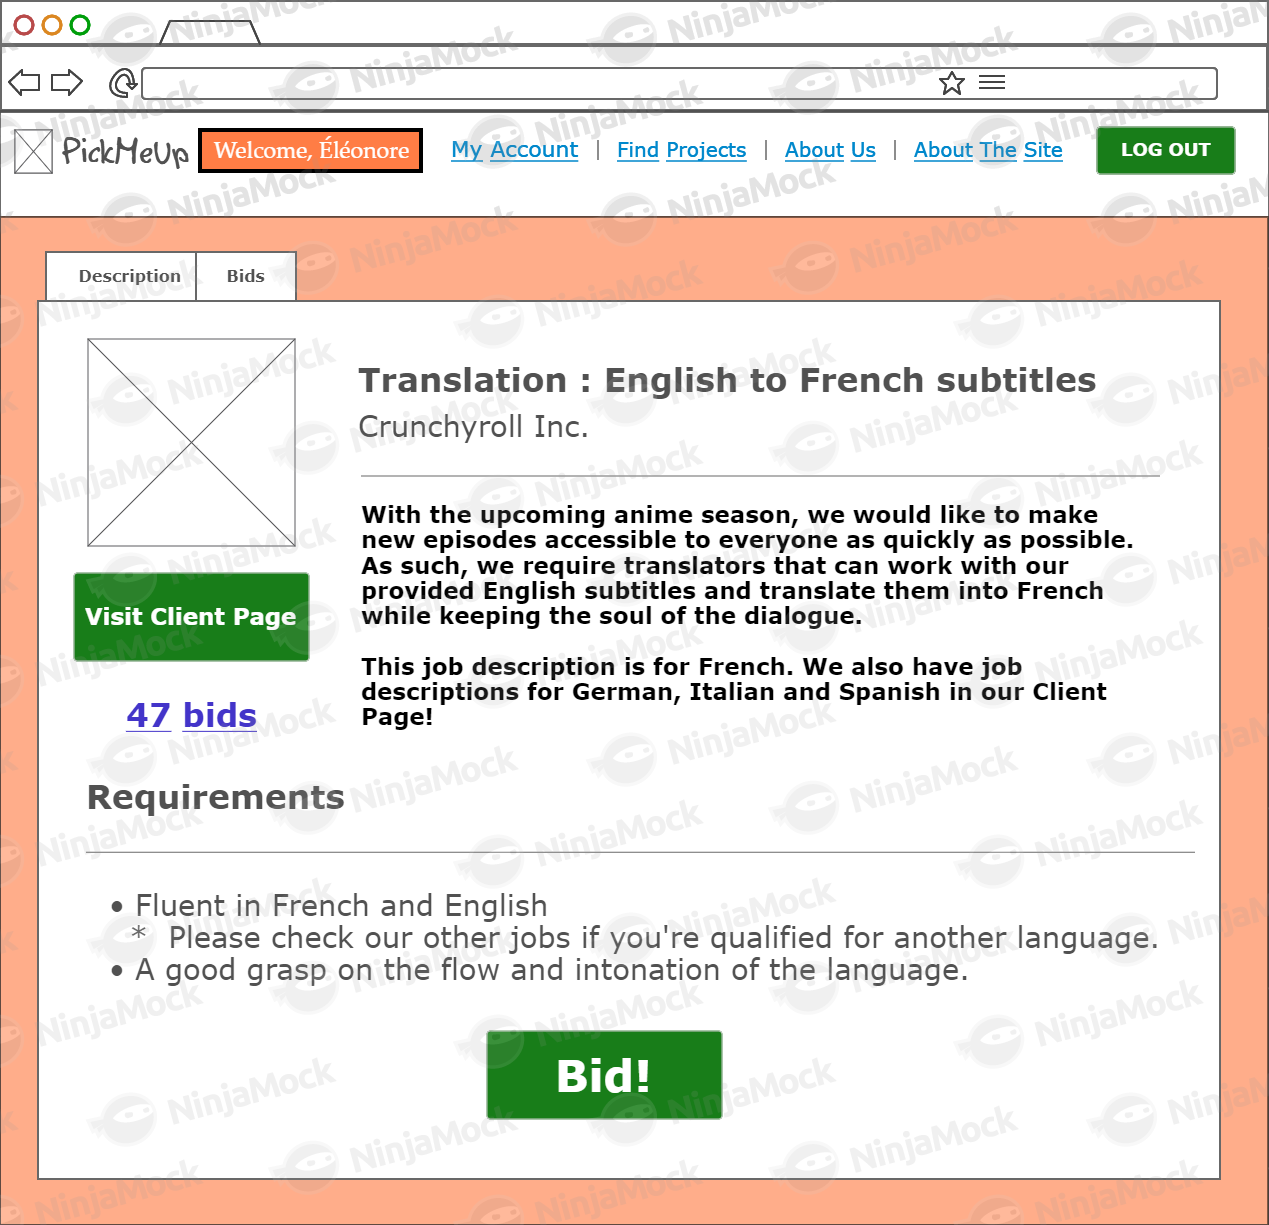 PickMeUp
Welcome, Éléonore
My Account | Find Projects | About Us | About The Site
LOG OUT
Description
Bids
Translation : English to French subtitles
Crunchyroll Inc.
With the upcoming anime season, we would like to make
new episodes accessible to everyone as quickly as possible.
As such, we require translators that can work with our
provided English subtitles and translate them into French
while keeping the soul of the dialogue.
This job description is for French. We also have job
descriptions for German, Italian and Spanish in our Client
Page!
Visit Client Page
47 bids
Requirements
• Fluent in French and English
* Please check our other jobs if you're qualified for another language.
• A good grasp on the flow and intonation of the language.
Bid!
NinjaMock